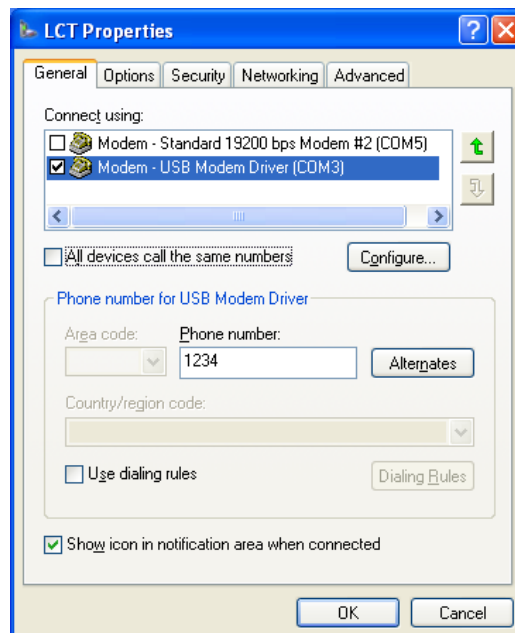 LCT Properties
General Options Security Networking Advanced
Connect using:
Modem - Standard 19200 bps Modem #2 (COM5)
Modem - USB Modem Driver (COM3)
All devices call the same numbers Configure...
Phone number for USB Modem Driver
Area code: Phone number:
1234 Alternates
Country/region code:
Use dialing rules Dialing Rules
Show icon in notification area when connected
OK Cancel